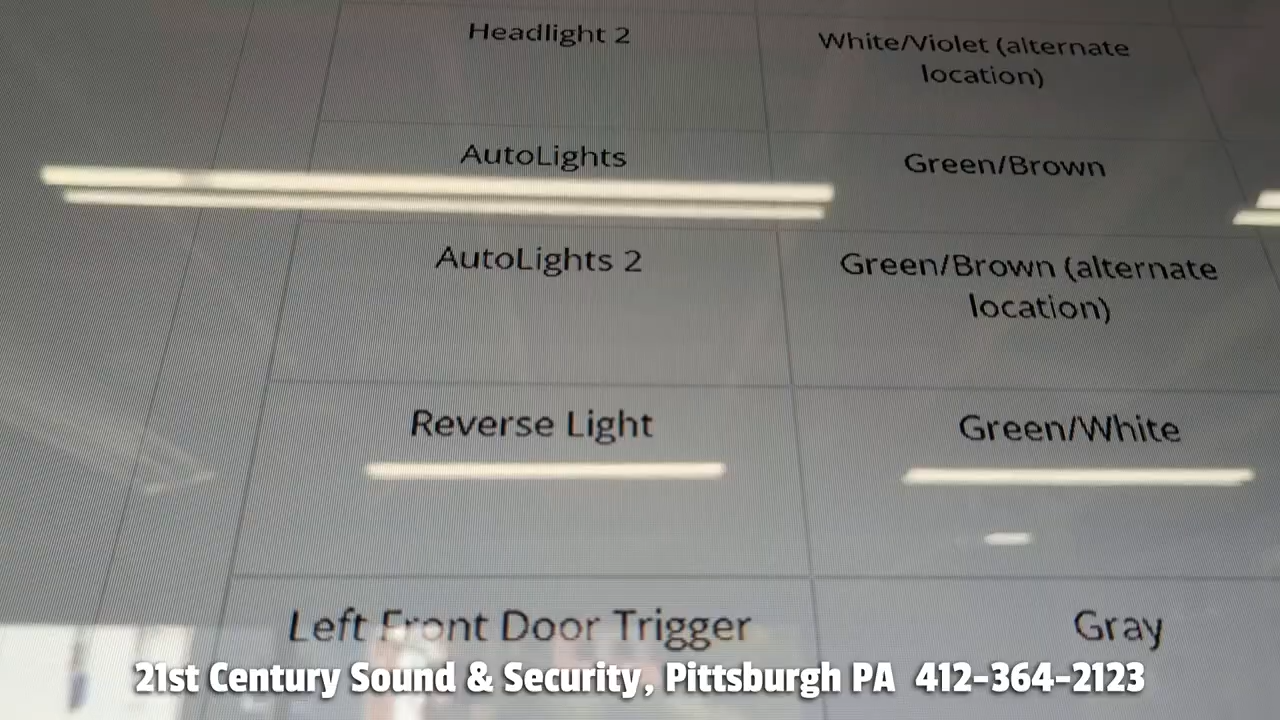 Headlight 2
White/Violet (alternate
location)
AutoLights
Green/Brown
AutoLights 2
Green/Brown (alternate
location)
Reverse Light
Green/White
Left Front Door Trigger
Gray
21st Century Sound & Security, Pittsburgh PA 412-364-2123